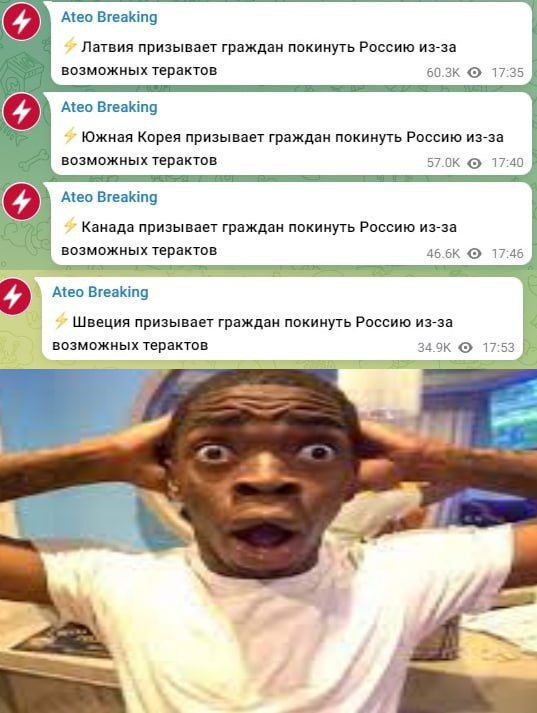 Ateo Breaking
⚡Латвия призывает граждан покинуть Россию из-за
возможных терактов
60.3K 17:35
Ateo Breaking
⚡Южная Корея призывает граждан покинуть Россию из-за
возможных терактов
57.0K 17:40
Ateo Breaking
⚡Канада призывает граждан покинуть Россию из-за
возможных терактов
46.6K 17:46
Ateo Breaking
⚡Швеция призывает граждан покинуть Россию из-за
возможных терактов
34.9K 17:53